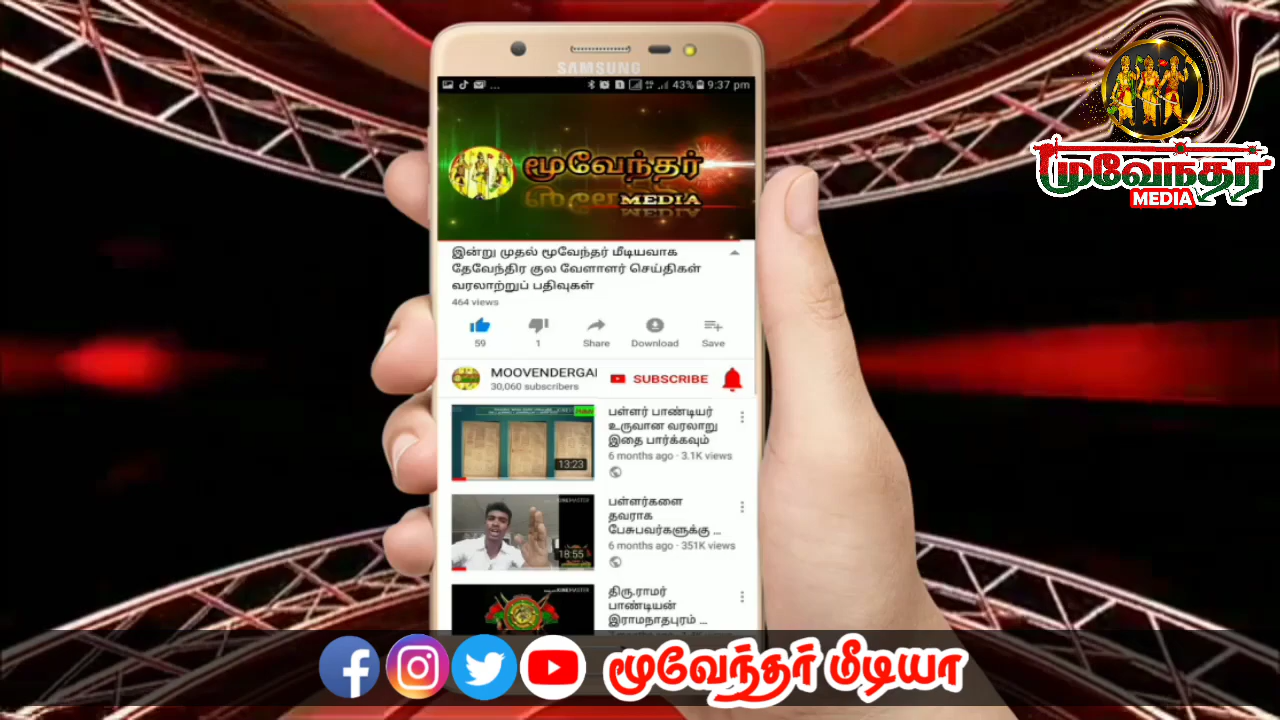 SAMSUNG
43% 9:37 pm
மூவேந்தர்
MEDIA
மூவேந்தர்
MEDIA
இன்று முதல் மூவேந்தர் மீடியவாக
தேவேந்திர குல வேளாளர் செய்திகள்
வரலாற்றுப் பதிவுகள்
464 views
59
1
Share
Download
Save
MOOVENDERGAL
30,060 subscribers
SUBSCRIBE
பள்ளர் பாண்டியர்
உருவான வரலாறு
இதை பார்க்கவும்
6 months ago · 3.1K views
13:23
பள்ளர்களை
தவராக
பேசுபவர்களுக்கு ...
6 months ago · 351K views
18:55
திரு.ராமர்
பாண்டியன்
இராமநாதபுரம் ...
மூவேந்தர் மீடியா